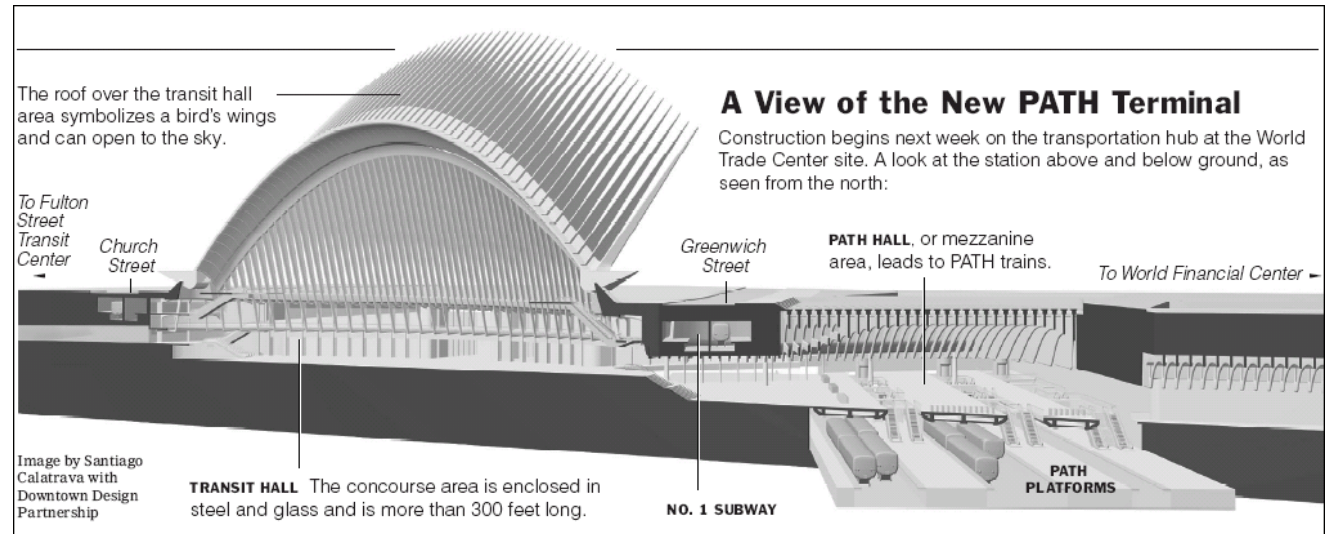 The roof over the transit hall
area symbolizes a bird's wings
and can open to the sky.
A View of the New PATH Terminal
Construction begins next week on the transportation hub at the World
Trade Center site. A look at the station above and below ground, as
seen from the north:
To Fulton
Street
Transit
Center
Church
Street
Greenwich
Street
PATH HALL, or mezzanine
area, leads to PATH trains.
To World Financial Center
Image by Santiago
Calatrava with
Downtown Design
Partnership
TRANSIT HALL The concourse area is enclosed in
steel and glass and is more than 300 feet long.
NO. 1 SUBWAY
PATH
PLATFORMS